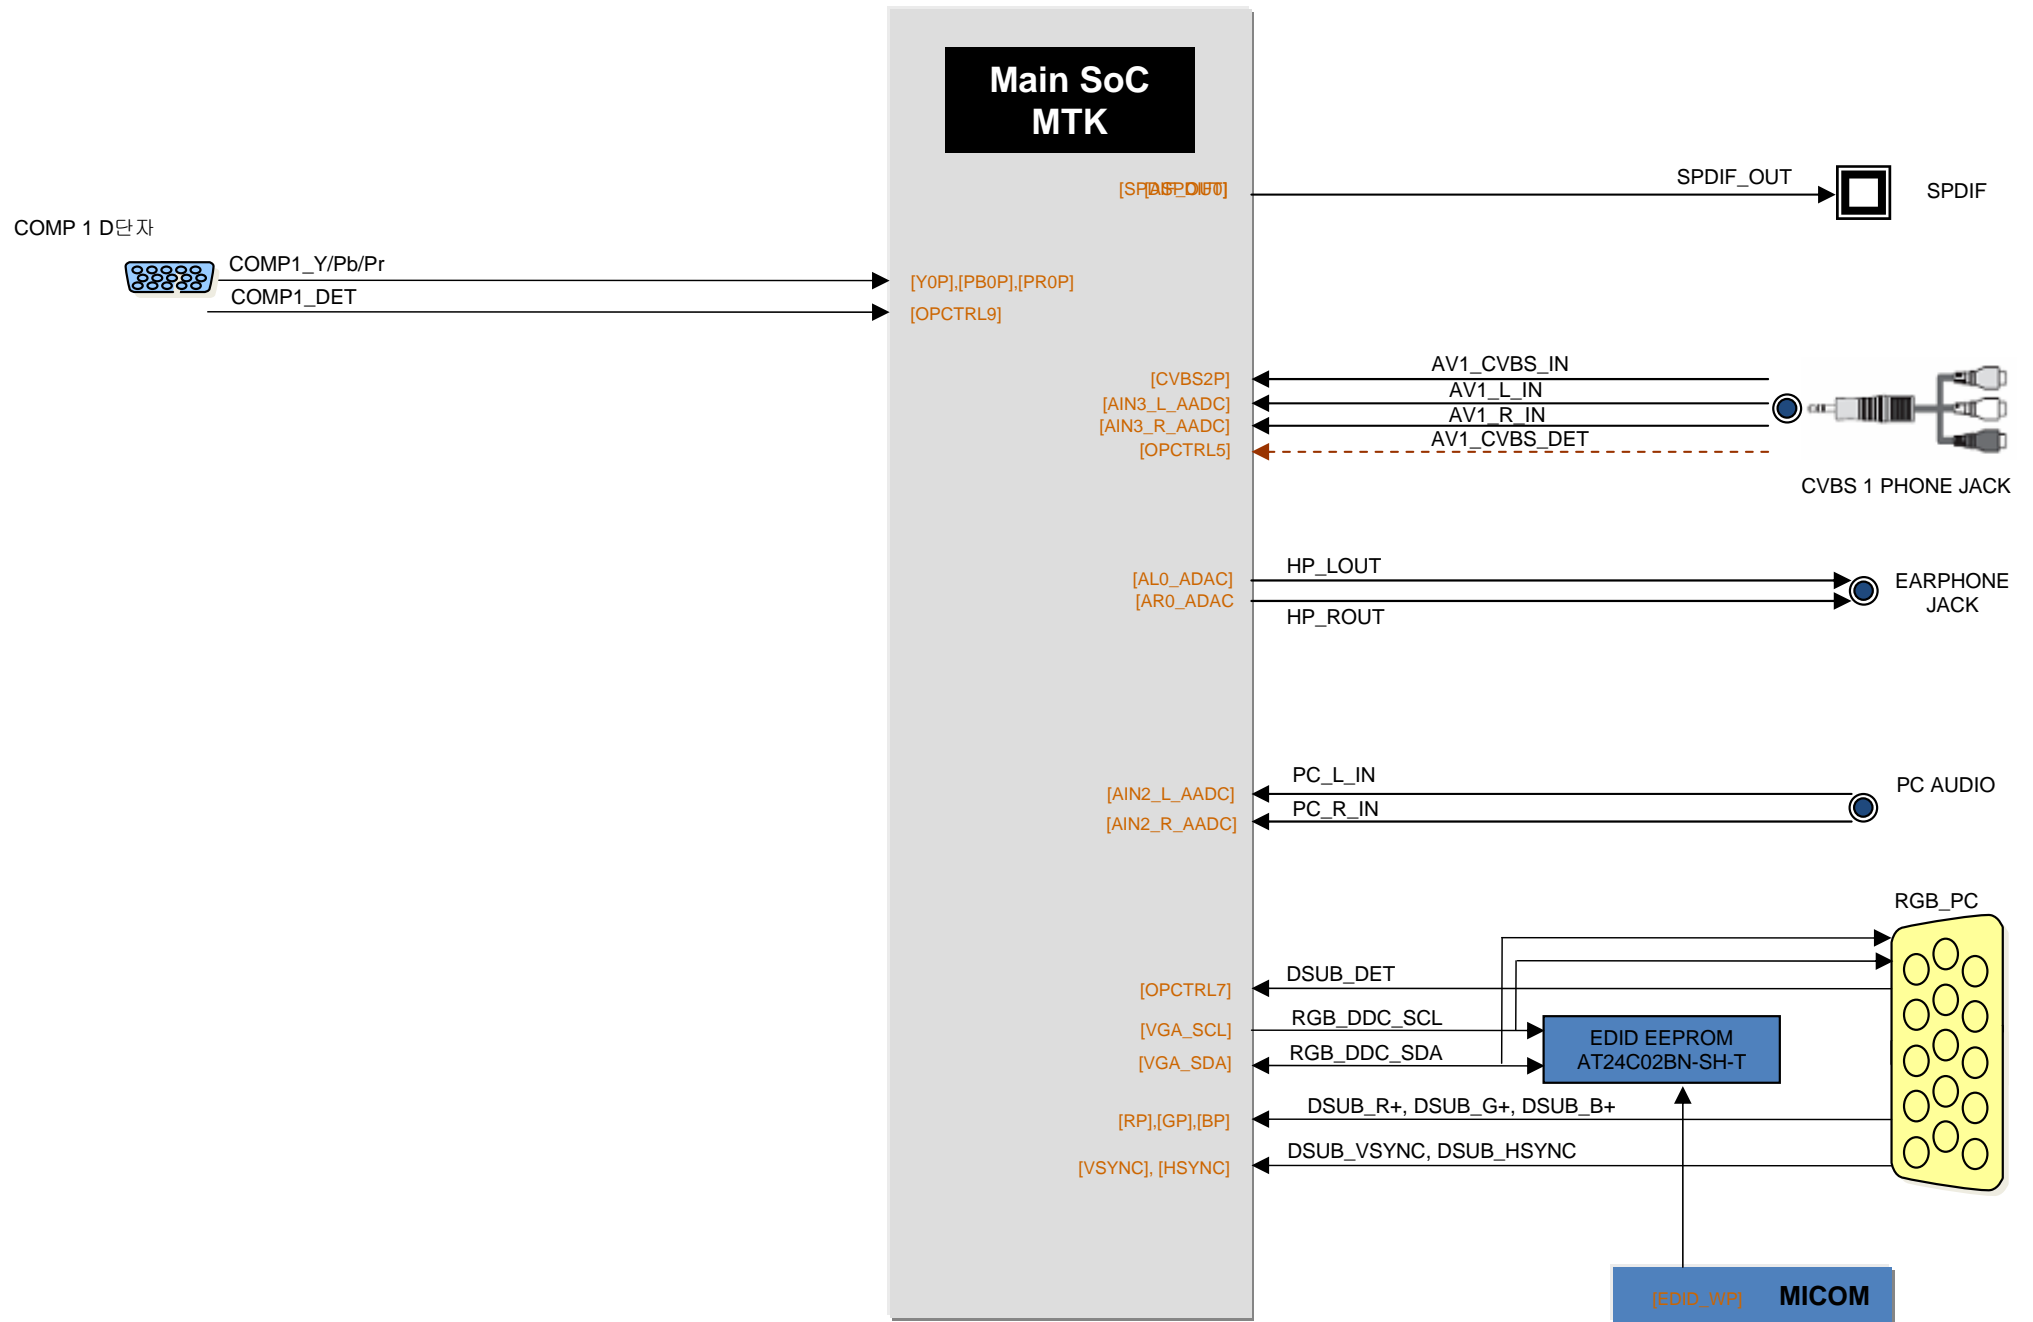 Main SoC
MTK
SPDIF_OUT
SPDIF
COMP 1 D단자
COMP1_Y/Pb/Pr
[Y0P],[PB0P],[PR0P]
COMP1_DET
[OPCTRL9]
[CVBS2P]
AV1_CVBS_IN
[AIN3_L_AADC]
AV1_L_IN
[AIN3_R_AADC]
AV1_R_IN
[OPCTRL5]
AV1_CVBS_DET
CVBS 1 PHONE JACK
[AL0_ADAC]
HP_LOUT
[AR0_ADAC
HP_ROUT
EARPHONE
JACK
[AIN2_L_AADC]
PC_L_IN
[AIN2_R_AADC]
PC_R_IN
PC AUDIO
RGB_PC
[OPCTRL7]
DSUB_DET
[VGA_SCL]
RGB_DDC_SCL
[VGA_SDA]
RGB_DDC_SDA
EDID EEPROM
AT24C02BN-SH-T
[RP],[GP],[BP]
DSUB_R+, DSUB_G+, DSUB_B+
[VSYNC], [HSYNC]
DSUB_VSYNC, DSUB_HSYNC
[EDID_WP]
MICOM